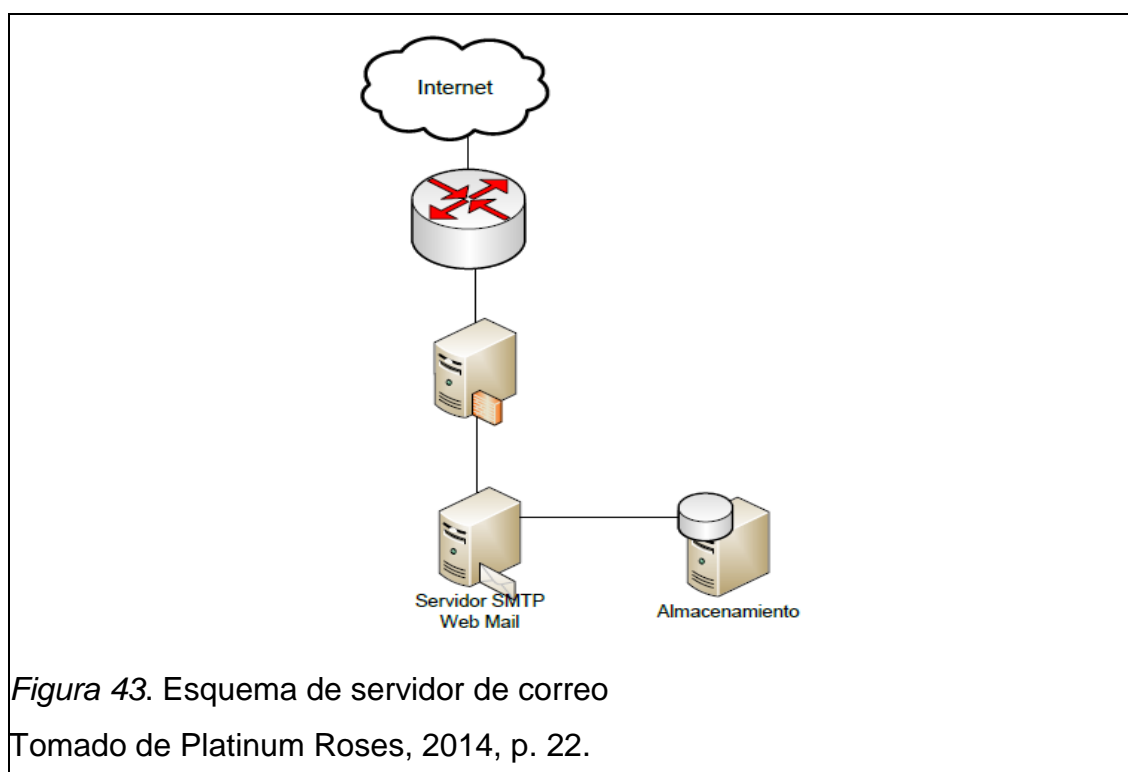 Internet
Servidor SMTP
Web Mail
Almacenamiento
Figura 43. Esquema de servidor de correo
Tomado de Platinum Roses, 2014, p. 22.